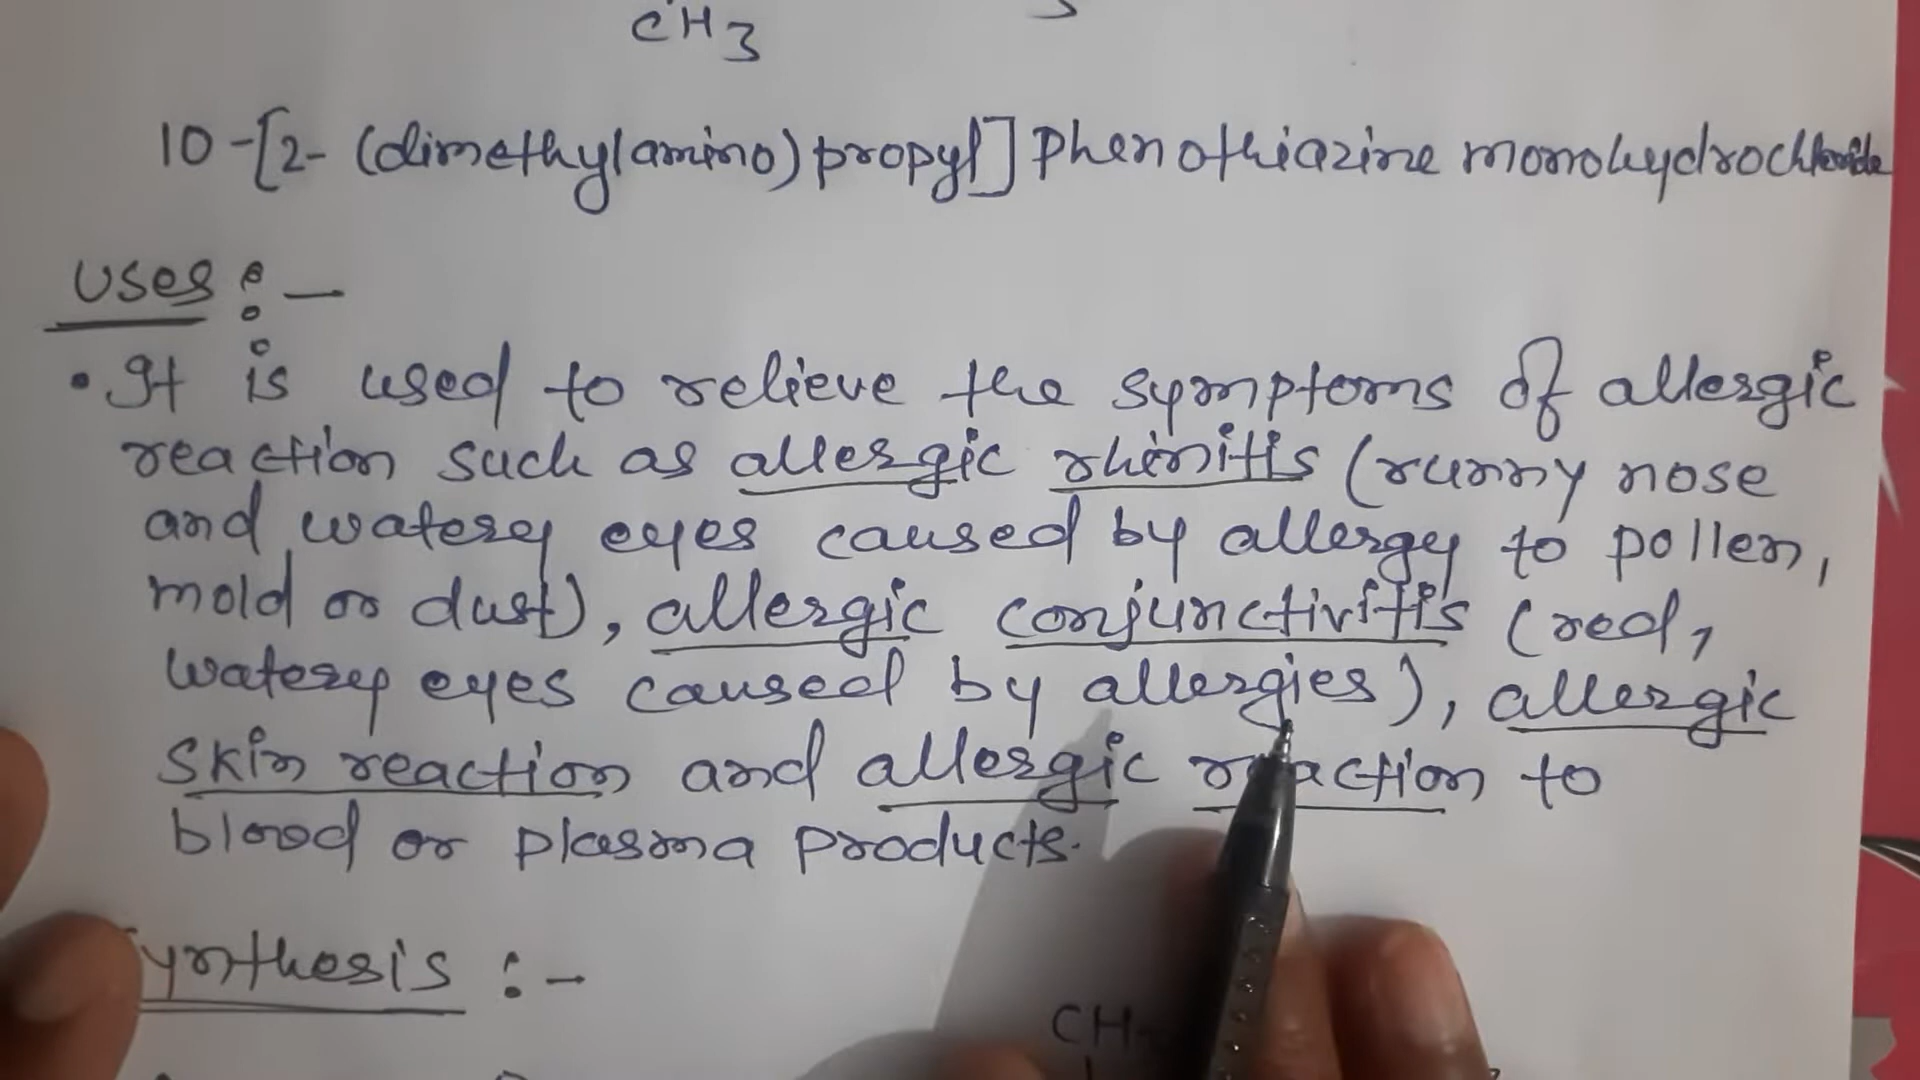 CH3
10-[2-(dimethylamino)propyl]Phenothiazine monohydrochloride
Uses :-
• It is used to relieve the symptoms of allergic
reaction such as allergic rhinitis (runny nose
and watery eyes caused by allergy to pollen,
mold or dust), allergic conjunctivitis (red,
watery eyes caused by allergies), allergic
skin reaction and allergic reaction to
blood or plasma products.
ynthesis :-
CH